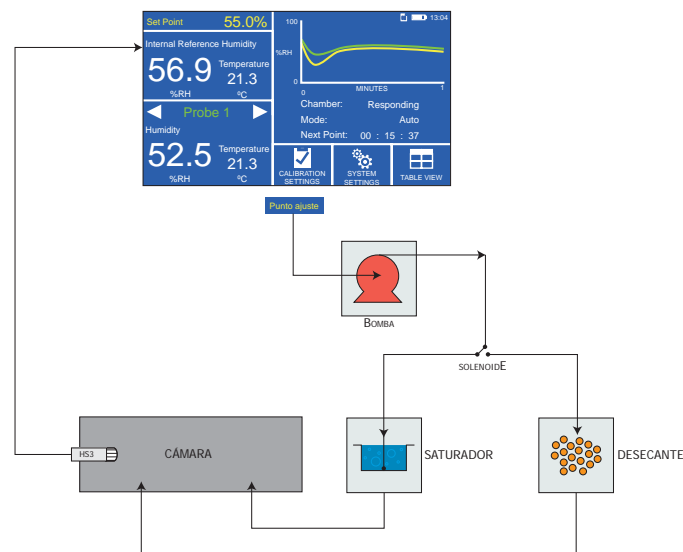 Set Point 55.0%
13:04
Internal Reference Humidity
56.9
Temperature
21.3
%RH ºC
Probe 1
Humidity
52.5
Temperature
21.3
%RH ºC
100
%RH
0
0 MINUTES 1
Chamber: Responding
Mode: Auto
Next Point: 00 : 15 : 37
CALIBRATION
SETTINGS
SYSTEM
SETTINGS
TABLE VIEW
Punto ajuste
BOMBA
SOLENOIDE
HS3
CÁMARA
SATURADOR
DESECANTE